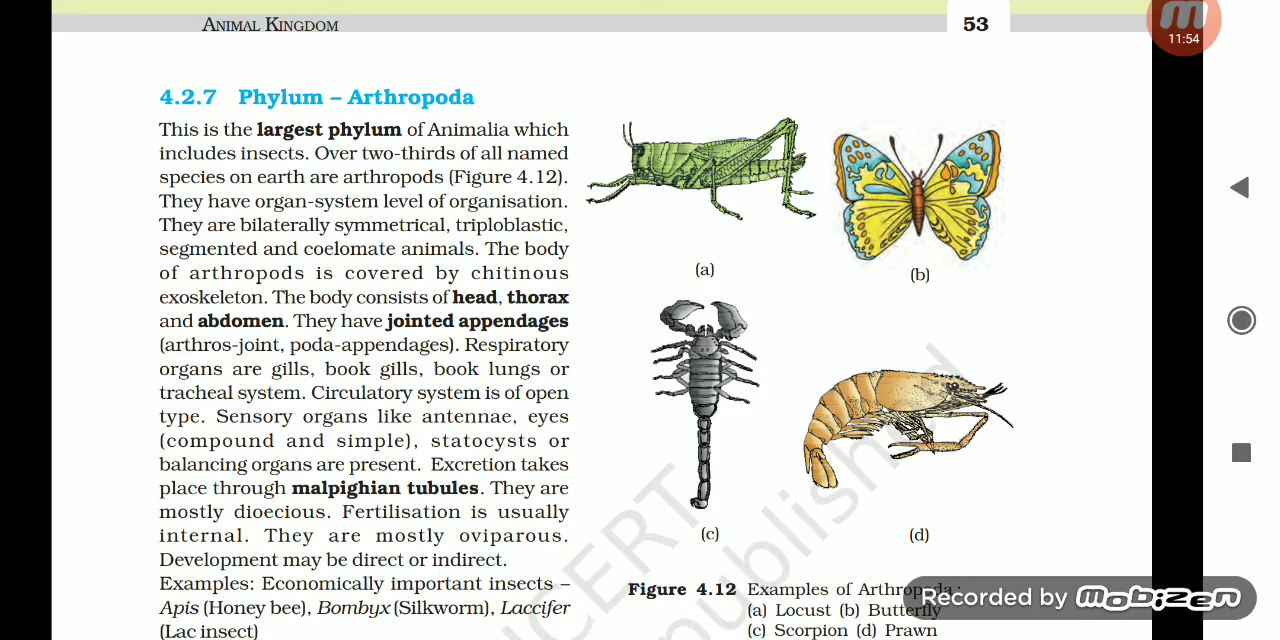 ANIMAL KINGDOM
53
11:54
4.2.7 Phylum – Arthropoda
This is the largest phylum of Animalia which
includes insects. Over two-thirds of all named
species on earth are arthropods (Figure 4.12).
They have organ-system level of organisation.
They are bilaterally symmetrical, triploblastic,
segmented and coelomate animals. The body
of arthropods is covered by chitinous
exoskeleton. The body consists of head, thorax
and abdomen. They have jointed appendages
(arthros-joint, poda-appendages). Respiratory
organs are gills, book gills, book lungs or
tracheal system. Circulatory system is of open
type. Sensory organs like antennae, eyes
(compound and simple), statocysts or
balancing organs are present. Excretion takes
place through malpighian tubules. They are
mostly dioecious. Fertilisation is usually
internal. They are mostly oviparous.
Development may be direct or indirect.
Examples: Economically important insects –
Apis (Honey bee), Bombyx (Silkworm), Laccifer
(Lac insect)
(a)
(b)
(c)
(d)
Figure 4.12 Examples of Arthropoda :
(a) Locust (b) Butterfly
(c) Scorpion (d) Prawn
NCERT
published
Recorded by mobizen